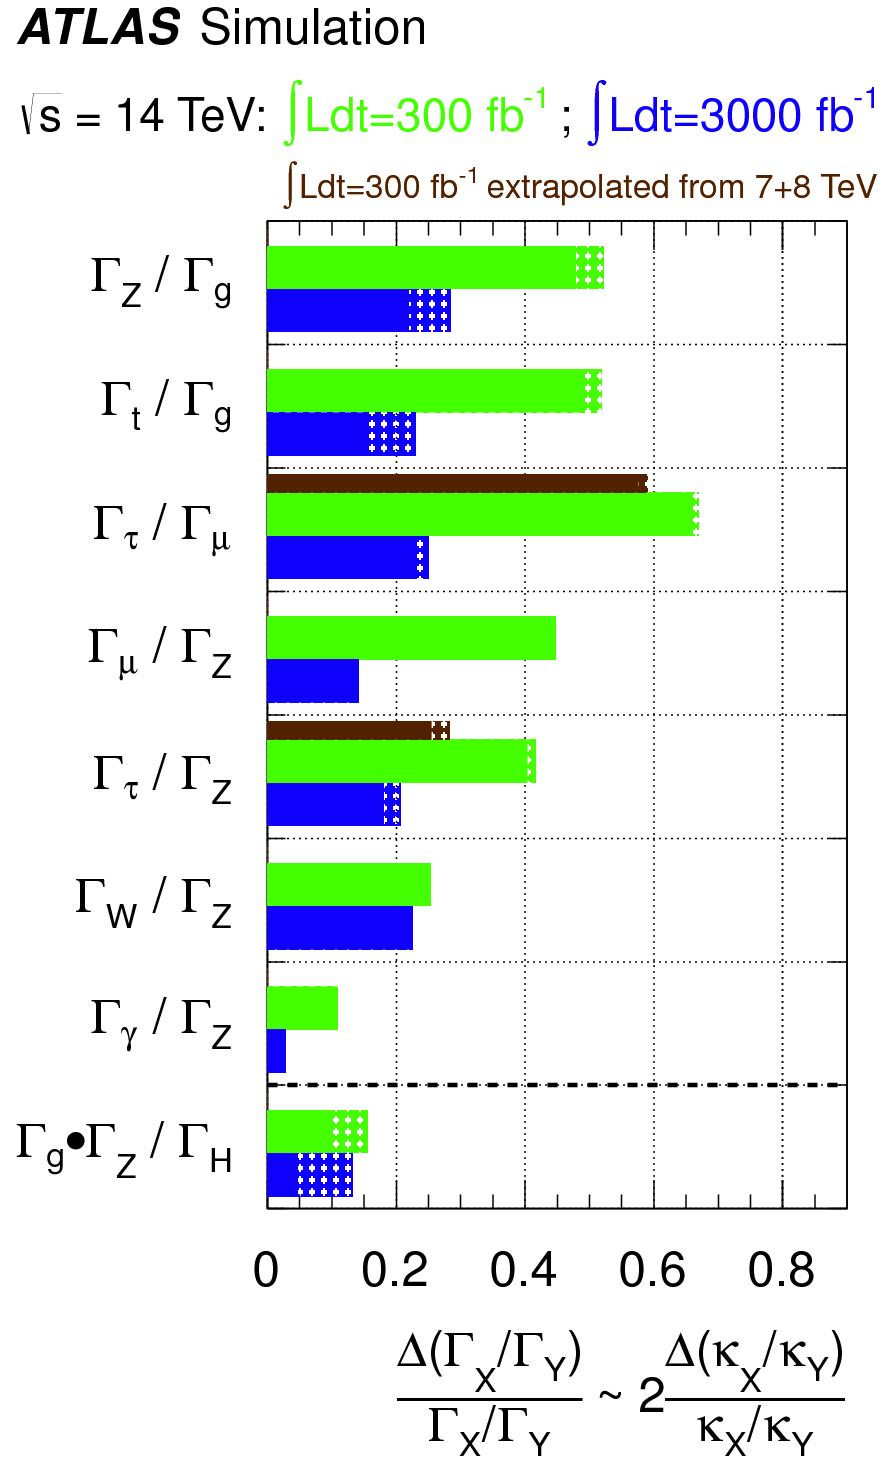 ATLAS Simulation
√s = 14 TeV: ∫Ldt=300 fb⁻¹ ; ∫Ldt=3000 fb⁻¹
∫Ldt=300 fb⁻¹ extrapolated from 7+8 TeV
Γ_Z / Γ_g
Γ_t / Γ_g
Γ_τ / Γ_μ
Γ_μ / Γ_Z
Γ_τ / Γ_Z
Γ_W / Γ_Z
Γ_γ / Γ_Z
Γ_g•Γ_Z / Γ_H
0 0.2 0.4 0.6 0.8
Δ(Γ_X/Γ_Y) / Γ_X/Γ_Y ~ 2 Δ(κ_X/κ_Y) / κ_X/κ_Y